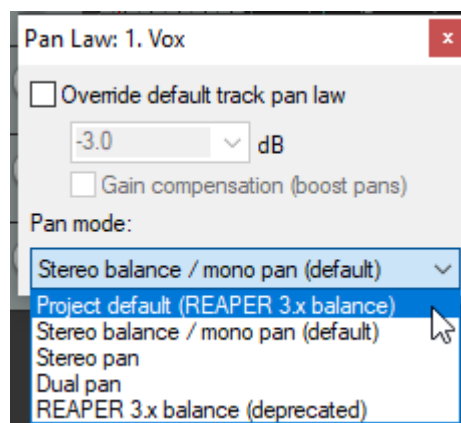 Pan Law: 1. Vox
x
Override default track pan law
-3.0 dB
Gain compensation (boost pans)
Pan mode:
Stereo balance / mono pan (default)
Project default (REAPER 3.x balance)
Stereo balance / mono pan (default)
Stereo pan
Dual pan
REAPER 3.x balance (deprecated)